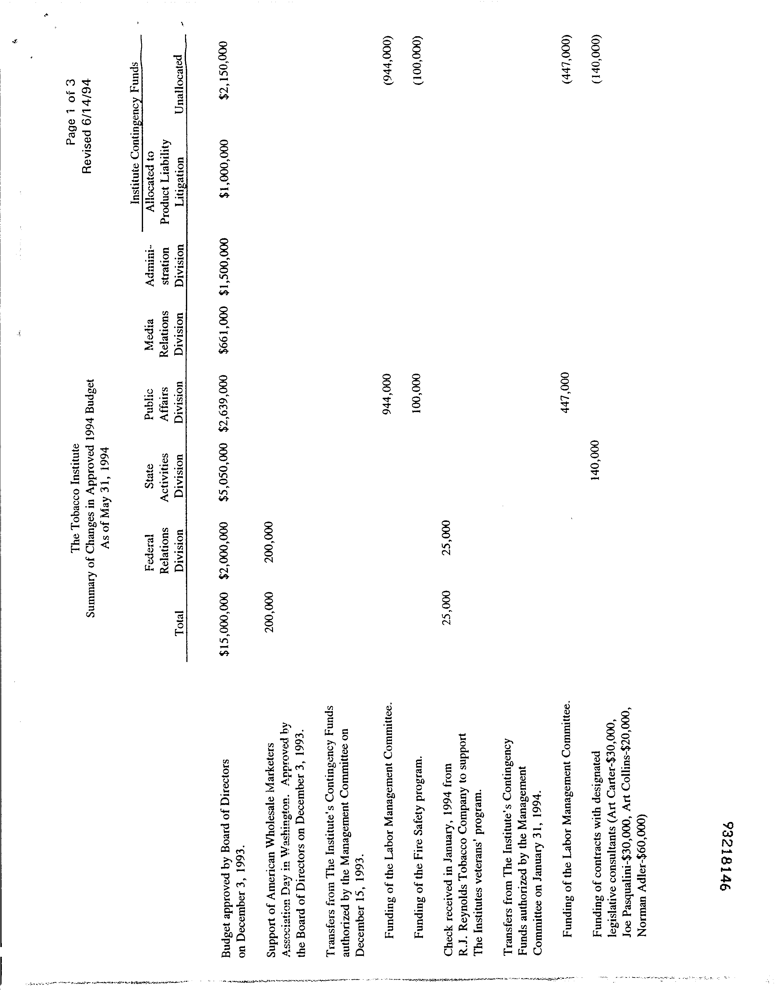 Page 1 of 3
Revised 6/14/94
The Tobacco Institute
Summary of Changes in Approved 1994 Budget
As of May 31, 1994
Institute Contingency Funds
Federal State Public Media Admini- Allocated to
Relations Activities Affairs Relations stration Product Liability
Total Division Division Division Division Division Litigation Unallocated
Budget approved by Board of Directors $15,000,000 $2,000,000 $5,050,000 $2,639,000 $661,000 $1,500,000 $1,000,000 $2,150,000
on December 3, 1993.
Support of American Wholesale Marketers 200,000 200,000
Association Day in Washington. Approved by
the Board of Directors on December 3, 1993.
Transfers from The Institute's Contingency Funds
authorized by the Management Committee on
December 15, 1993.
Funding of the Labor Management Committee. 944,000 (944,000)
Funding of the Fire Safety program. 100,000 (100,000)
Check received in January, 1994 from 25,000 25,000
R.J. Reynolds Tobacco Company to support
The Institutes veterans' program.
Transfers from The Institute's Contingency
Funds authorized by the Management
Committee on January 31, 1994.
Funding of the Labor Management Committee. 447,000 (447,000)
Funding of contracts with designated 140,000 (140,000)
legislative consultants (Art Carter-$30,000,
Joe Pasqualini-$30,000, Art Collins-$20,000,
Norman Adler-$60,000)
93218146